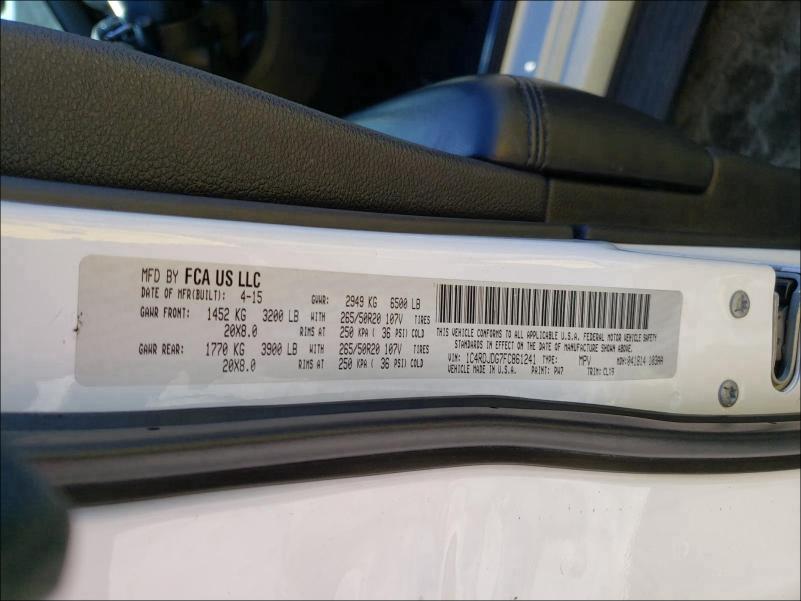 MFD BY FCA US LLC
DATE OF MFR(BUILT): 4-15 GVWR: 2949 KG 6500 LB
GAWR FRONT: 1452 KG 3200 LB WITH 265/50R20 107V TIRES
20X8.0 RIMS AT 250 KPA ( 36 PSI) COLD
GAWR REAR: 1770 KG 3900 LB WITH 265/50R20 107V TIRES
20X8.0 RIMS AT 250 KPA ( 36 PSI) COLD
THIS VEHICLE CONFORMS TO ALL APPLICABLE U.S.A. FEDERAL MOTOR VEHICLE SAFETY
STANDARDS IN EFFECT ON THE DATE OF MANUFACTURE SHOWN ABOVE.
VIN: 1C4RDJDG7FC861241 TYPE: MPV MDH: 103AA
VEHICLE MADE IN U.S.A. PAINT: PW7 TRIM: